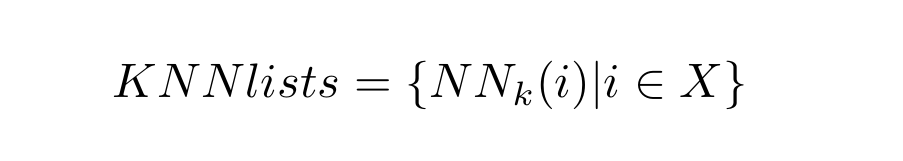 KNNlists = {NN_k(i)|i ∈ X}